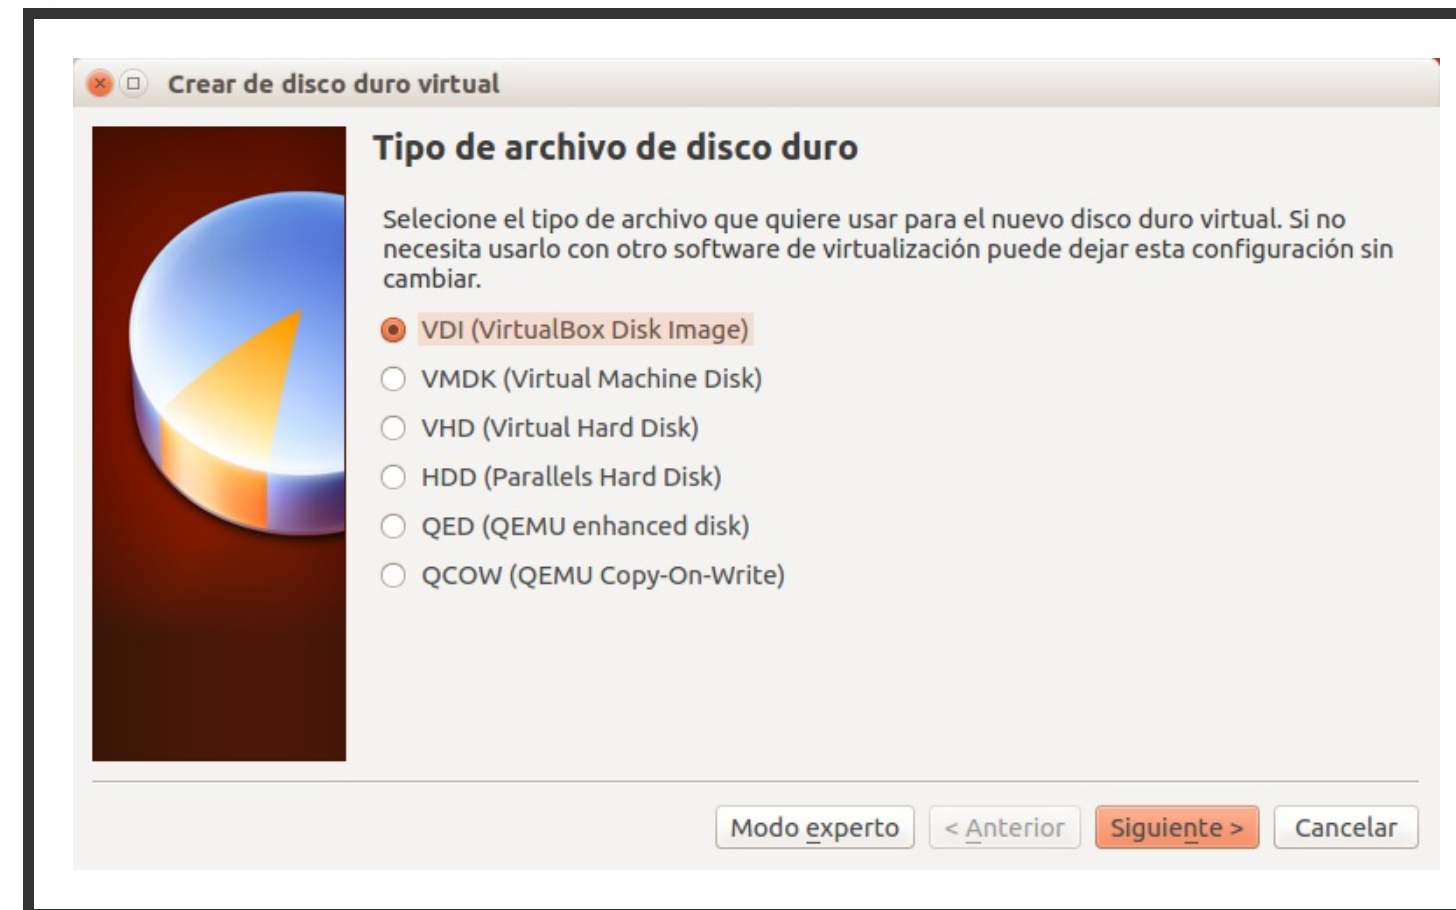 Crear de disco duro virtual
Tipo de archivo de disco duro
Selecione el tipo de archivo que quiere usar para el nuevo disco duro virtual. Si no
necesita usarlo con otro software de virtualización puede dejar esta configuración sin
cambiar.
VDI (VirtualBox Disk Image)
VMDK (Virtual Machine Disk)
VHD (Virtual Hard Disk)
HDD (Parallels Hard Disk)
QED (QEMU enhanced disk)
QCOW (QEMU Copy-On-Write)
Modo experto < Anterior Siguiente > Cancelar